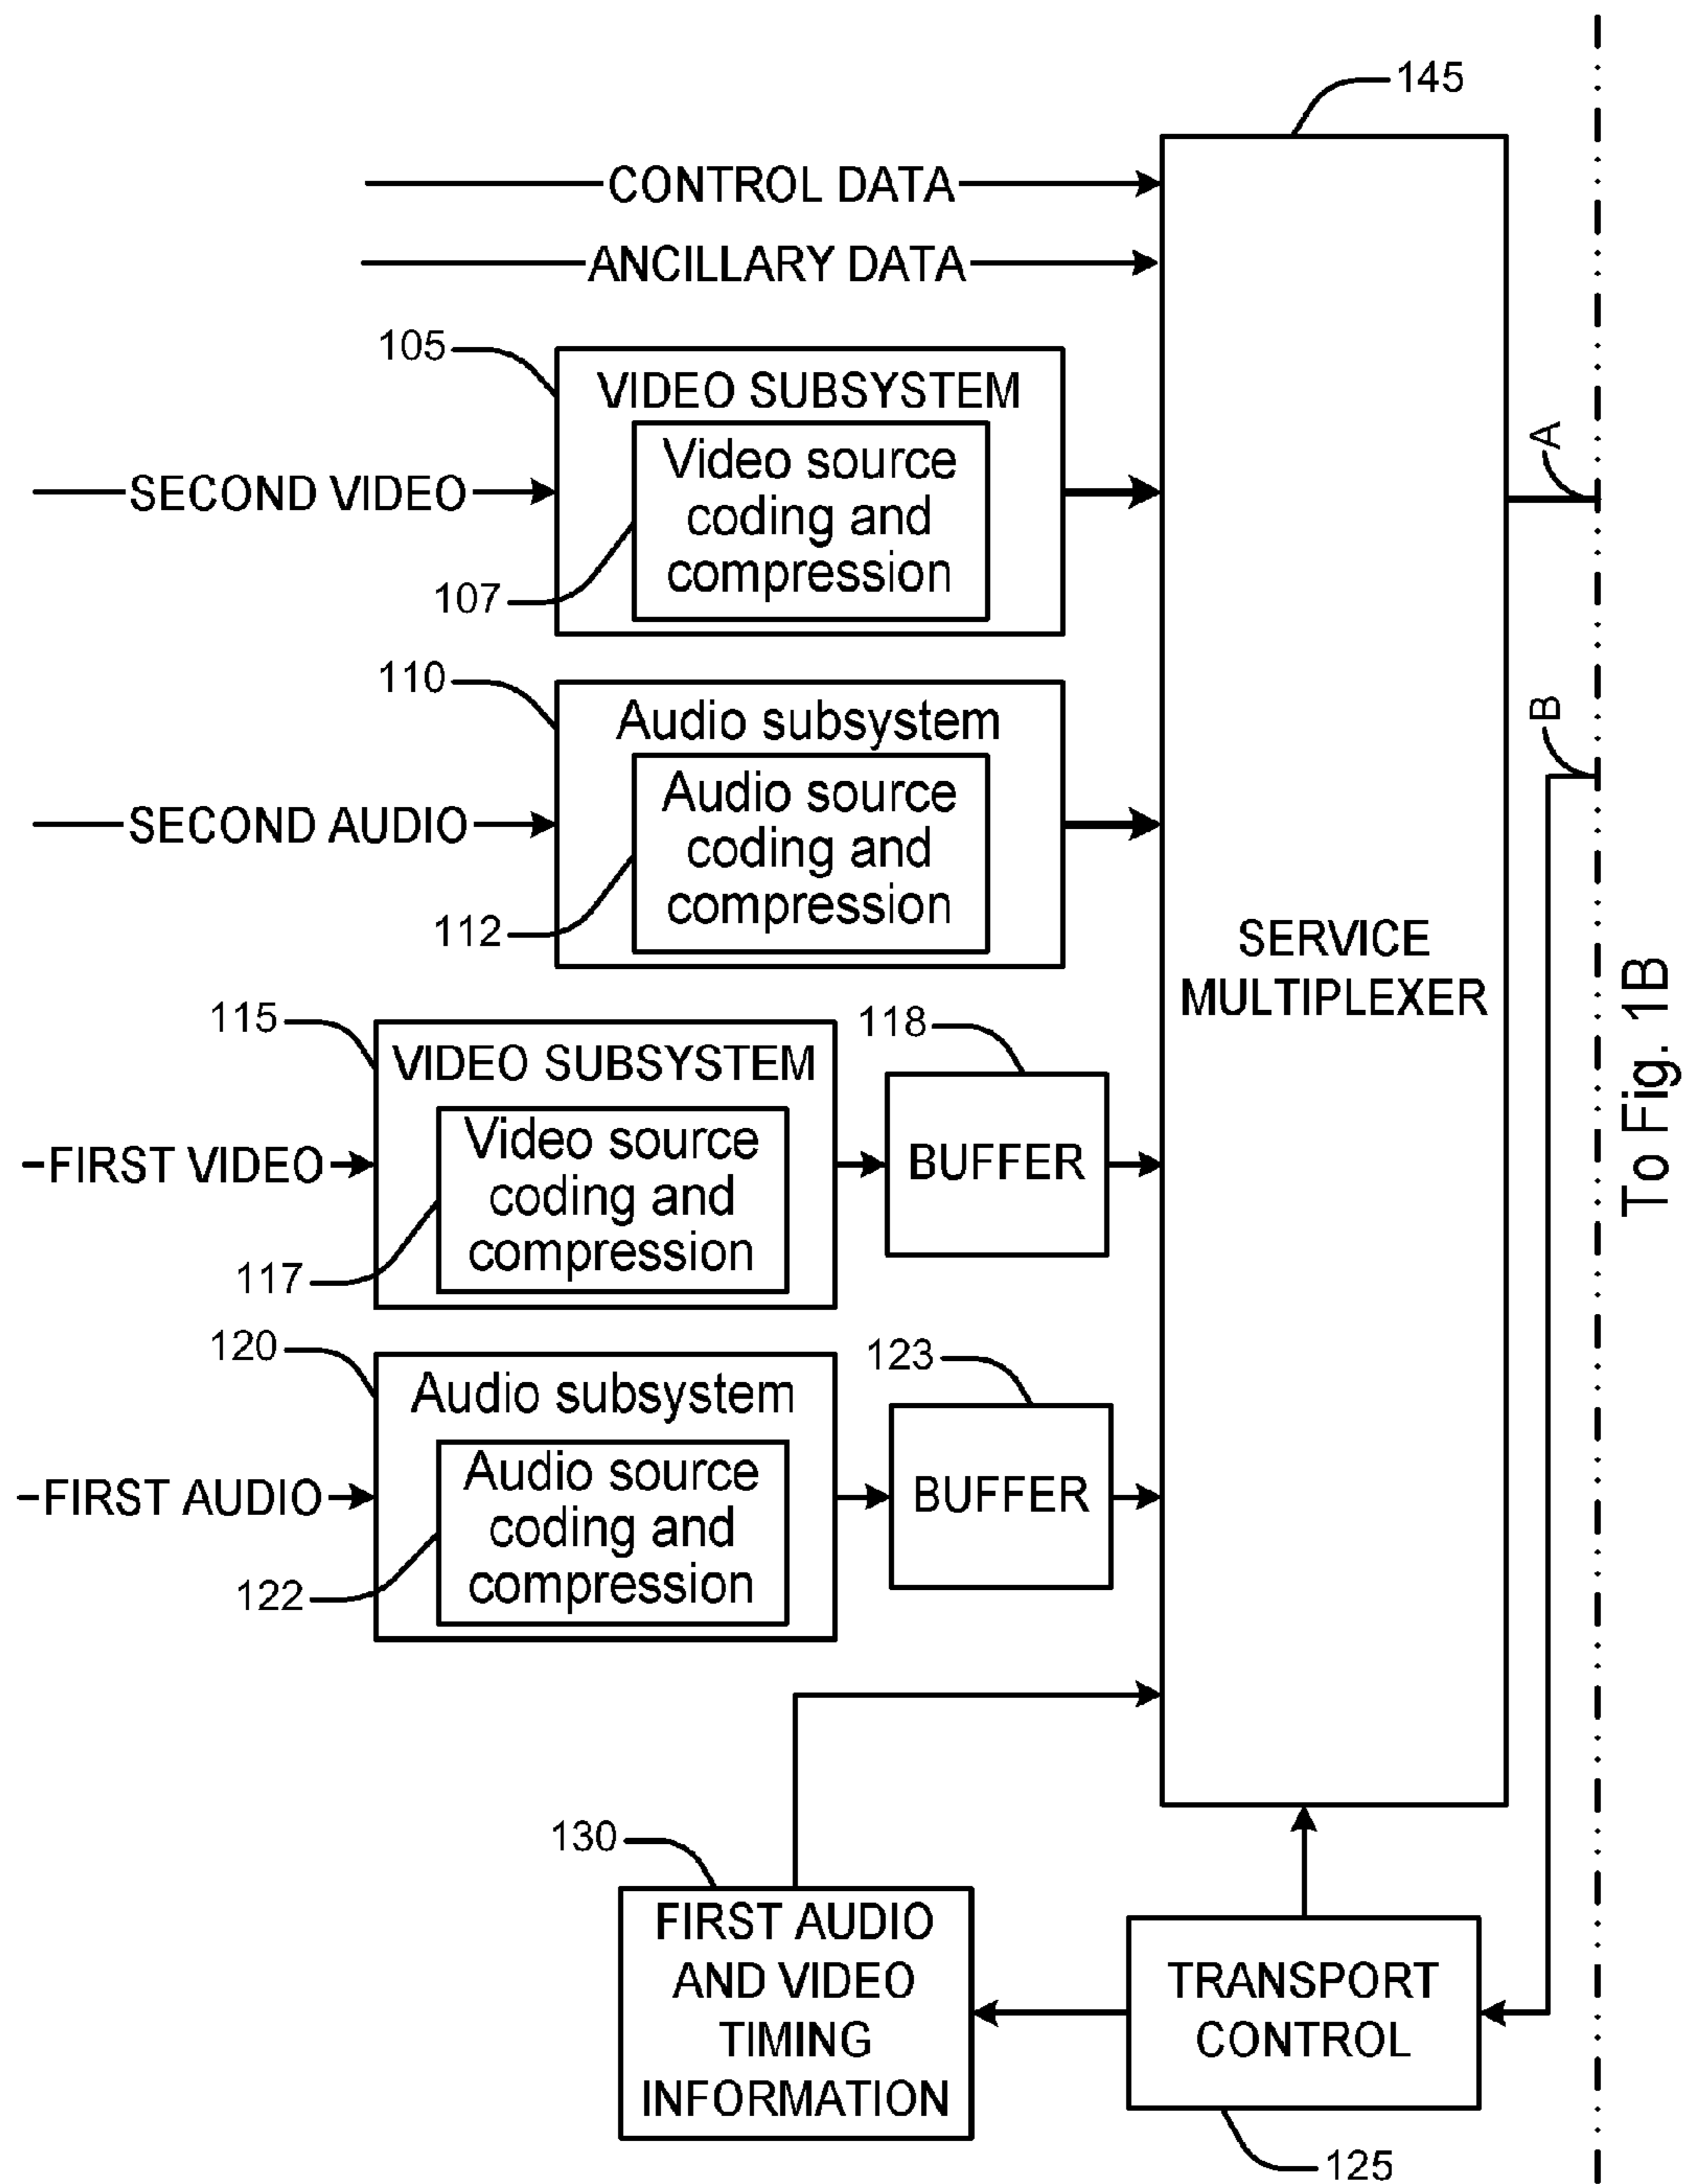 145
CONTROL DATA
ANCILLARY DATA
105
VIDEO SUBSYSTEM
Video source
coding and
compression
SECOND VIDEO
107
A
110
Audio subsystem
Audio source
coding and
compression
SECOND AUDIO
112
B
SERVICE
MULTIPLEXER
To Fig. 1B
115
VIDEO SUBSYSTEM
Video source
coding and
compression
FIRST VIDEO
117
118
BUFFER
120
Audio subsystem
Audio source
coding and
compression
FIRST AUDIO
122
123
BUFFER
130
FIRST AUDIO
AND VIDEO
TIMING
INFORMATION
TRANSPORT
CONTROL
125